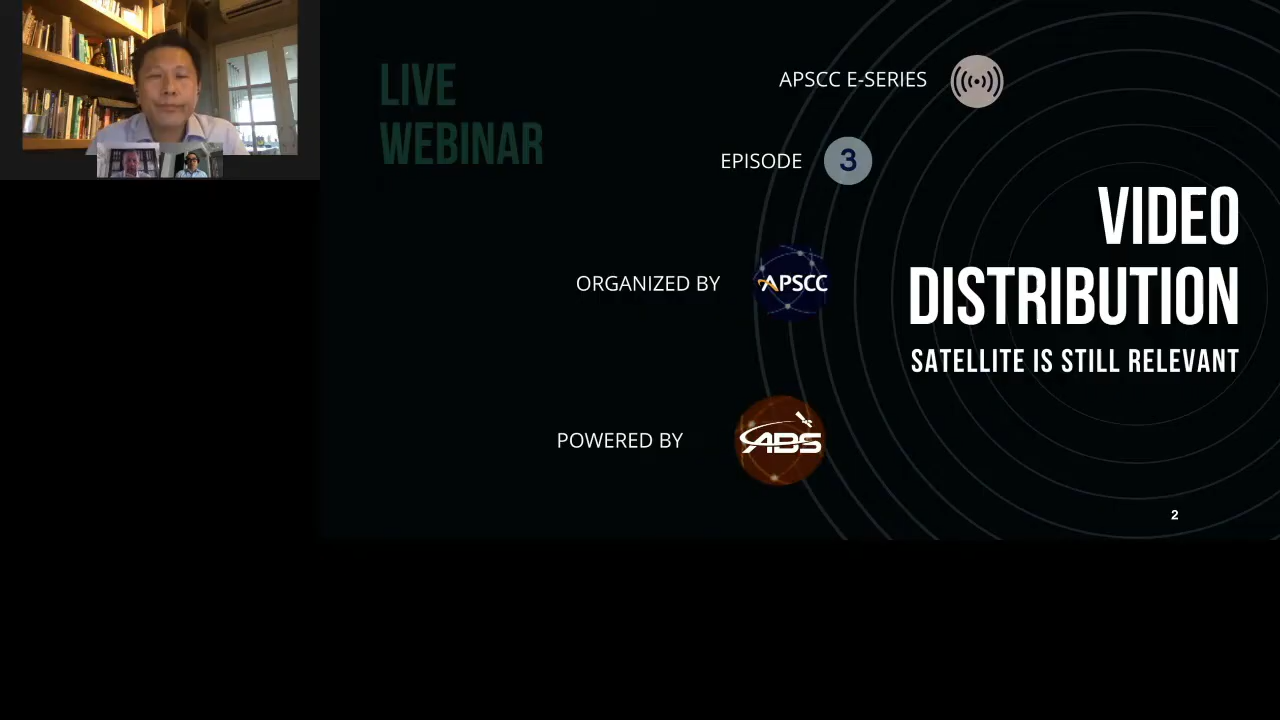 LIVE
WEBINAR
APSCC E-SERIES
EPISODE 3
VIDEO
DISTRIBUTION
SATELLITE IS STILL RELEVANT
ORGANIZED BY APSCC
POWERED BY ABS
2